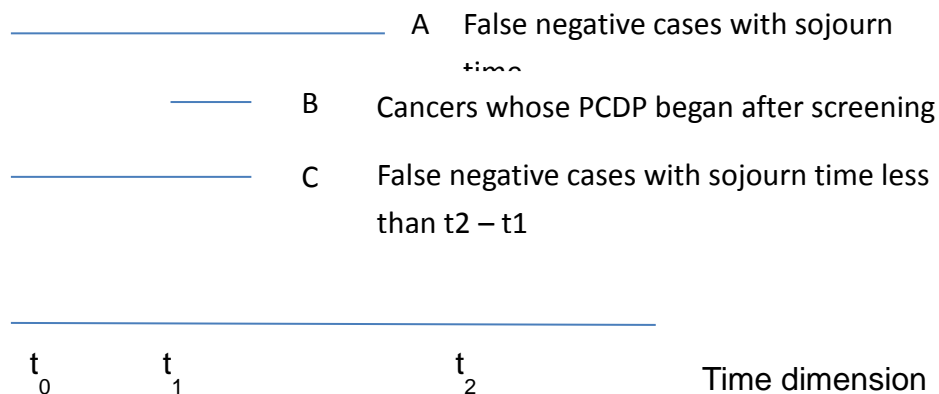 A False negative cases with sojourn
time
B Cancers whose PCDP began after screening
C False negative cases with sojourn time less
than t2 – t1
t0 t1 t2 Time dimension